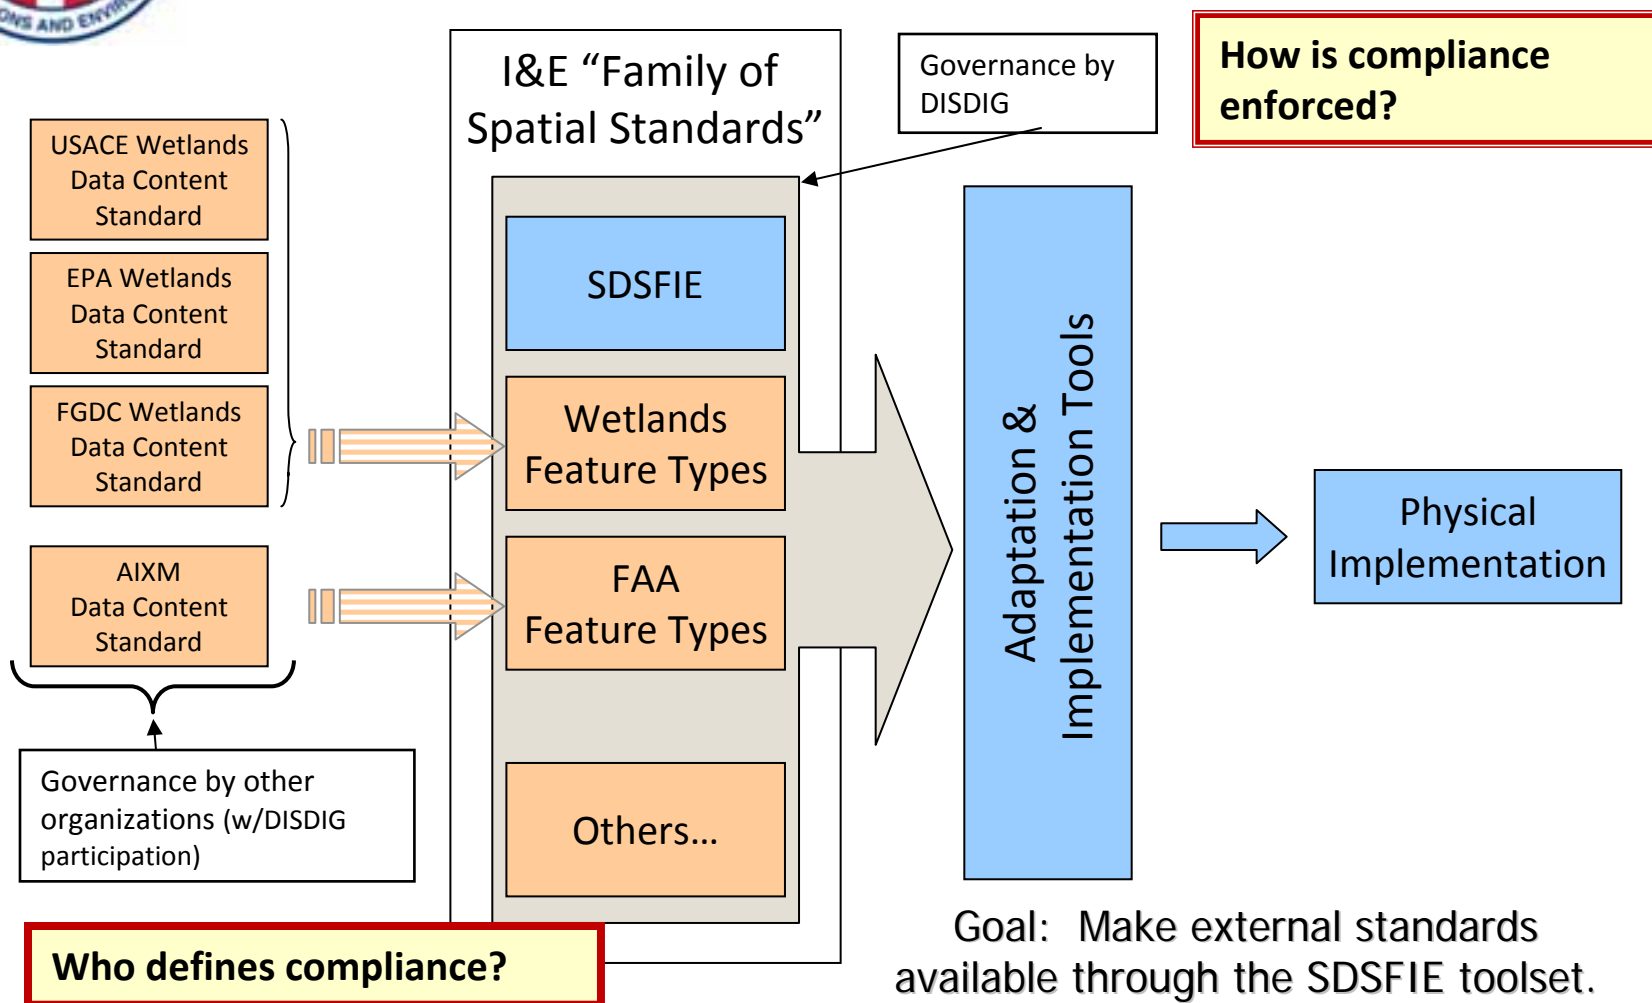 ONS AND ENVIR
I&E “Family of
Spatial Standards”
Governance by
DISDIG
How is compliance
enforced?
USACE Wetlands
Data Content
Standard
EPA Wetlands
Data Content
Standard
FGDC Wetlands
Data Content
Standard
AIXM
Data Content
Standard
Governance by other
organizations (w/DISDIG
participation)
SDSFIE
Wetlands
Feature Types
FAA
Feature Types
Others…
Adaptation &
Implementation Tools
Physical
Implementation
Who defines compliance?
Goal: Make external standards
available through the SDSFIE toolset.